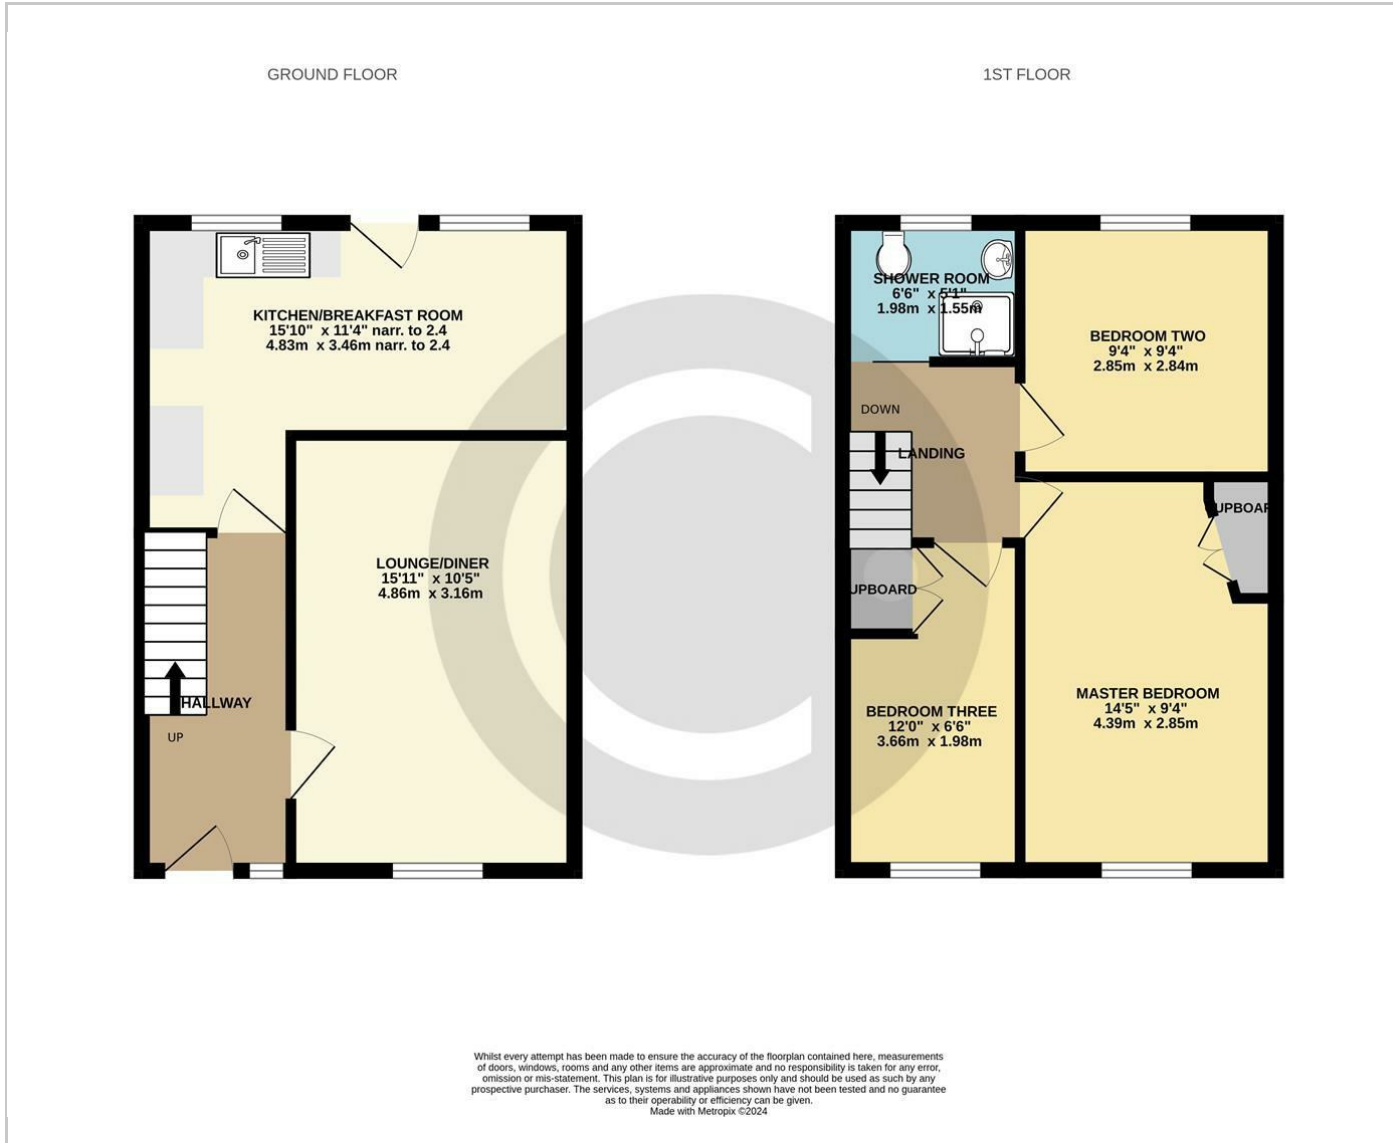 GROUND FLOOR
1ST FLOOR
KITCHEN/BREAKFAST ROOM
15'10" x 11'4" narr. to 2.4
4.83m x 3.46m narr. to 2.4
LOUNGE/DINER
15'11" x 10'5"
4.86m x 3.16m
HALLWAY
UP
SHOWER ROOM
6'6" x 5'1"
1.98m x 1.55m
BEDROOM TWO
9'4" x 9'4"
2.85m x 2.84m
DOWN
LANDING
UPBOAR
UPBOARD
MASTER BEDROOM
14'5" x 9'4"
4.39m x 2.85m
BEDROOM THREE
12'0" x 6'6"
3.66m x 1.98m
C
Whilst every attempt has been made to ensure the accuracy of the floorplan contained here, measurements
of doors, windows, rooms and any other items are approximate and no responsibility is taken for any error,
omission or mis-statement. This plan is for illustrative purposes only and should be used as such by any
prospective purchaser. The services, systems and appliances shown have not been tested and no guarantee
as to their operability or efficiency can be given.
Made with Metropix ©2024